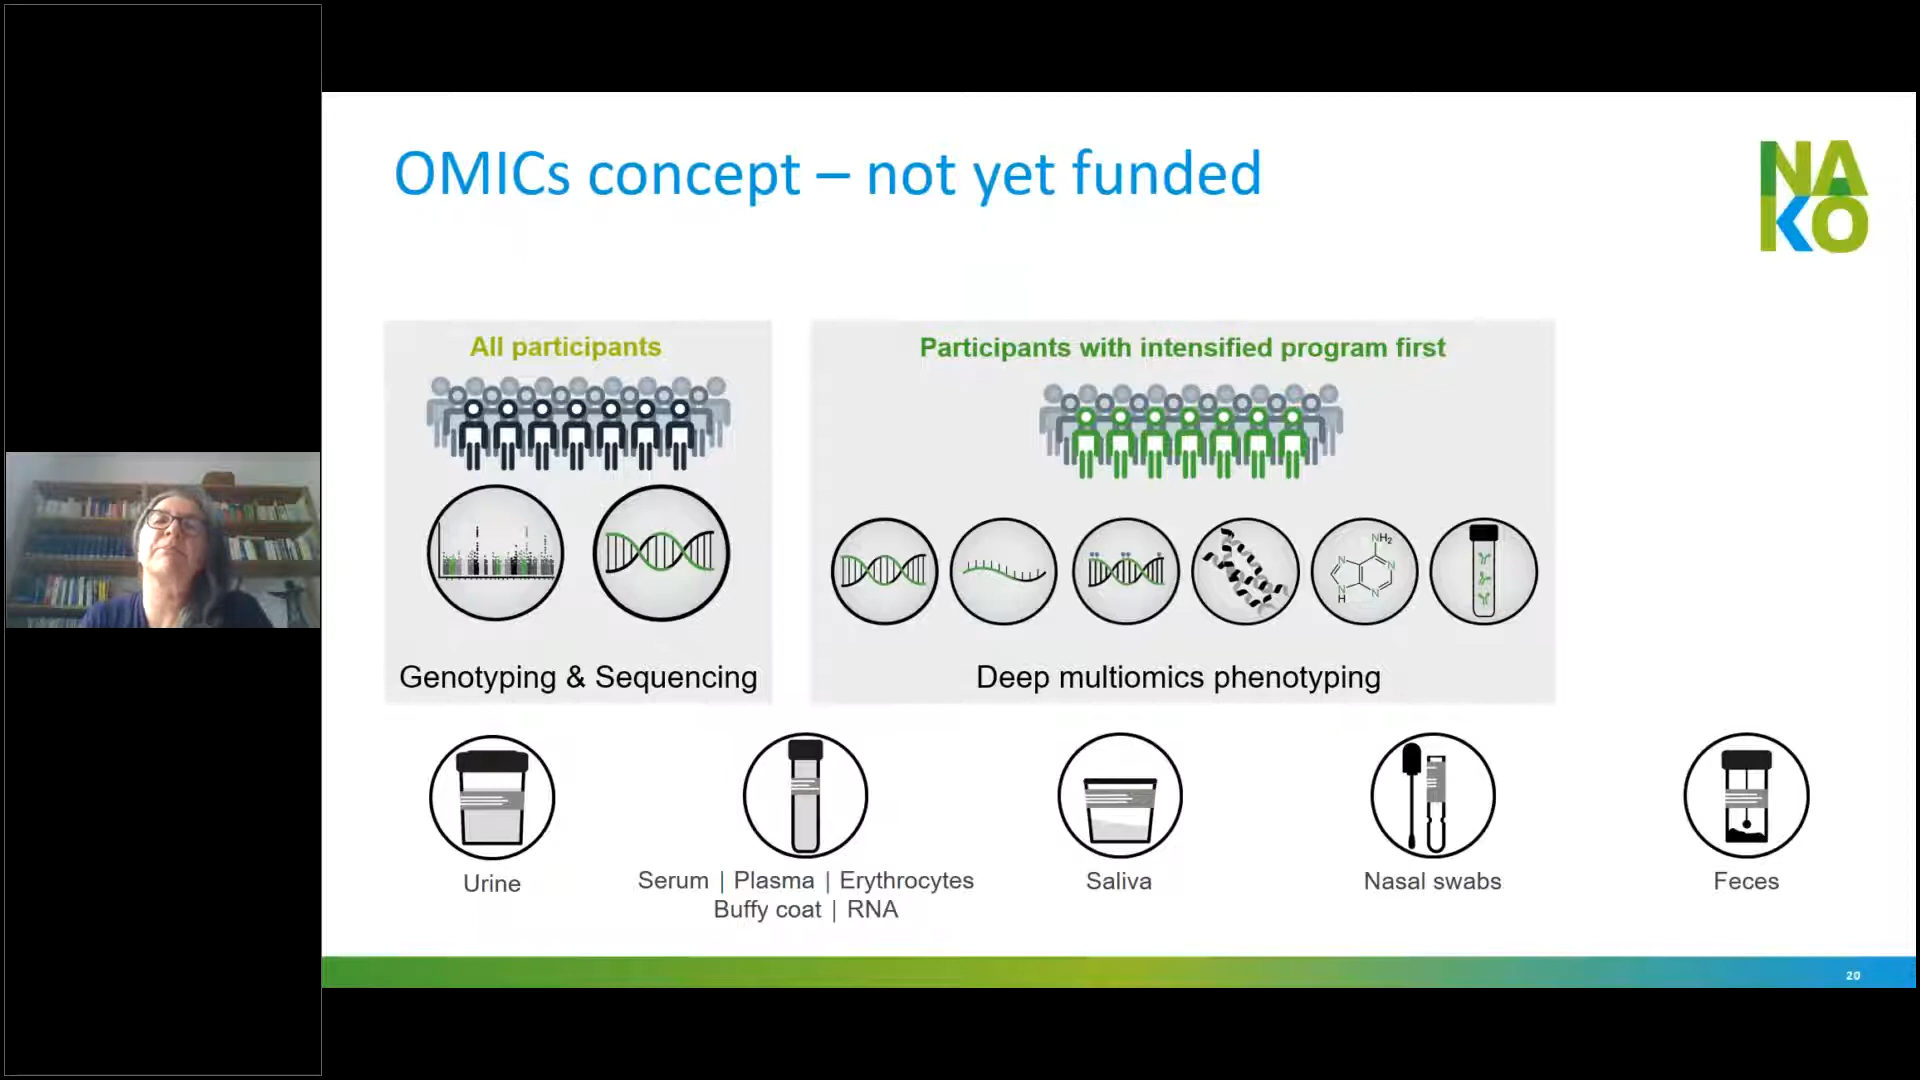 OMICs concept – not yet funded
NA
KO
All participants
Participants with intensified program first
NH₂
N
N
N
N
H
Genotyping & Sequencing
Deep multiomics phenotyping
Urine
Serum | Plasma | Erythrocytes
Buffy coat | RNA
Saliva
Nasal swabs
Feces
20